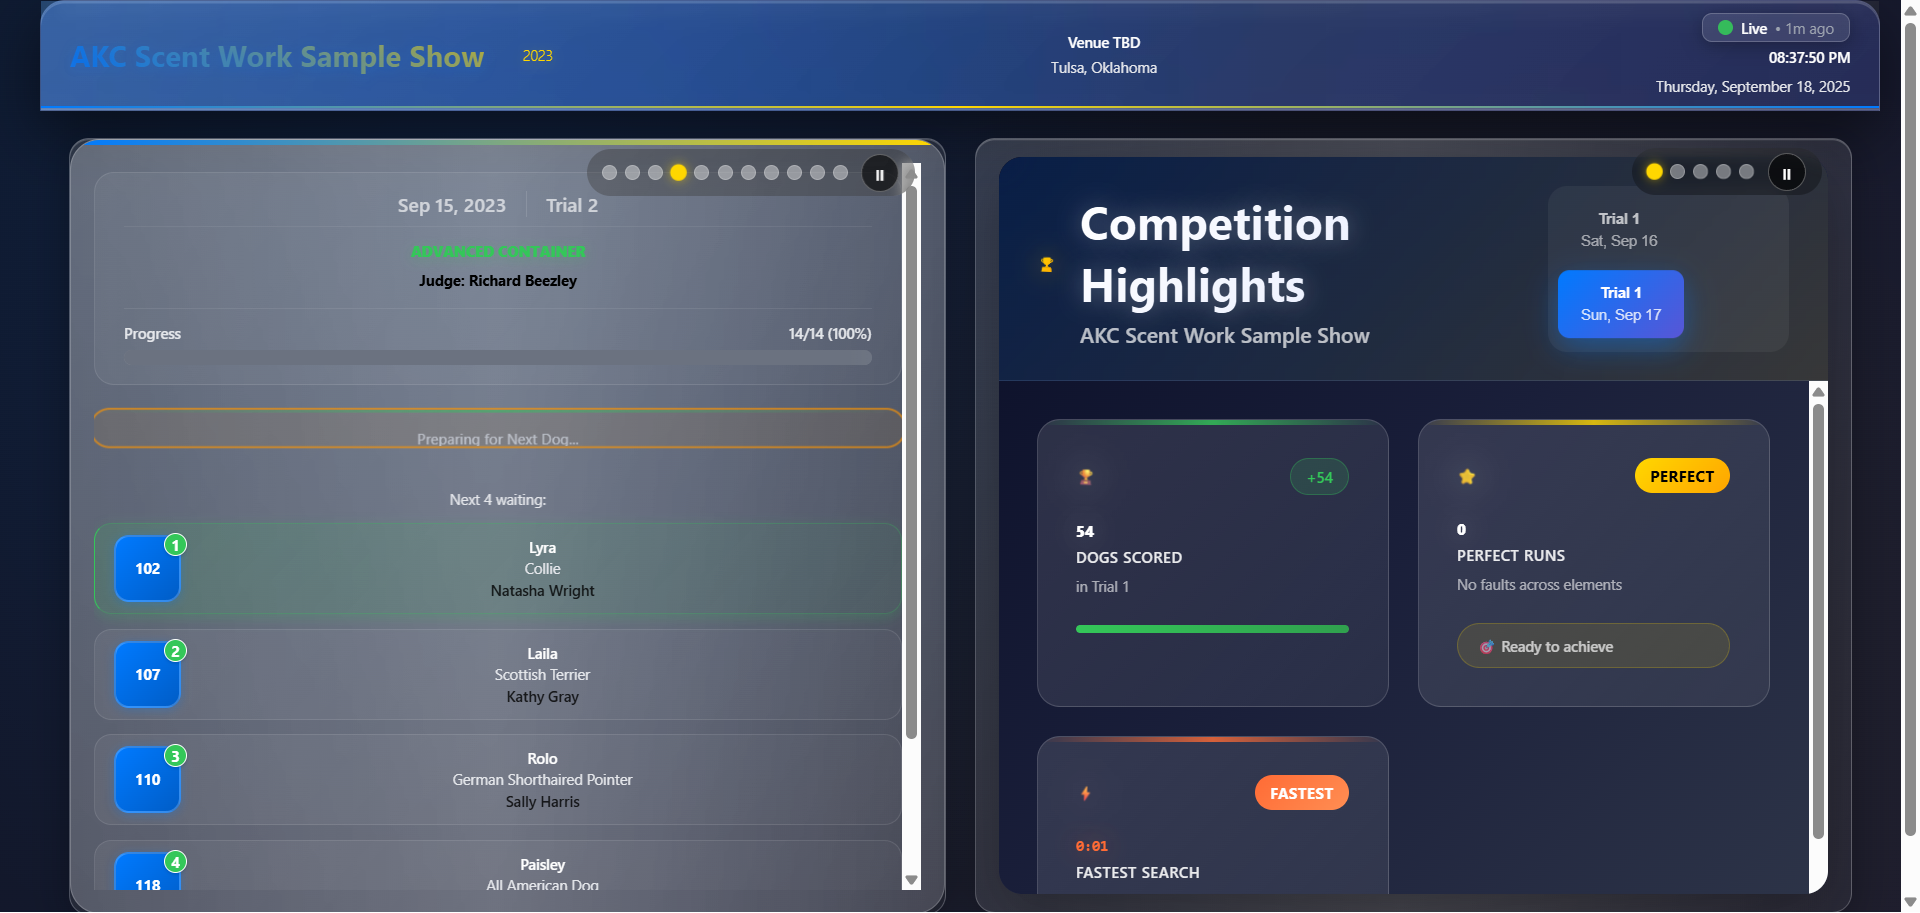 AKC Scent Work Sample Show
2023
Venue TBD
Tulsa, Oklahoma
Live • 1m ago
08:37:50 PM
Thursday, September 18, 2025
Sep 15, 2023
Trial 2
ADVANCED CONTAINER
Judge: Richard Beezley
Progress
14/14 (100%)
Preparing for Next Dog...
Next 4 waiting:
1
102
Lyra
Collie
Natasha Wright
2
107
Laila
Scottish Terrier
Kathy Gray
3
110
Rolo
German Shorthaired Pointer
Sally Harris
4
118
Paisley
All American Dog
Competition
Highlights
AKC Scent Work Sample Show
Trial 1
Sat, Sep 16
Trial 1
Sun, Sep 17
+54
54
DOGS SCORED
in Trial 1
PERFECT
0
PERFECT RUNS
No faults across elements
Ready to achieve
FASTEST
0:01
FASTEST SEARCH